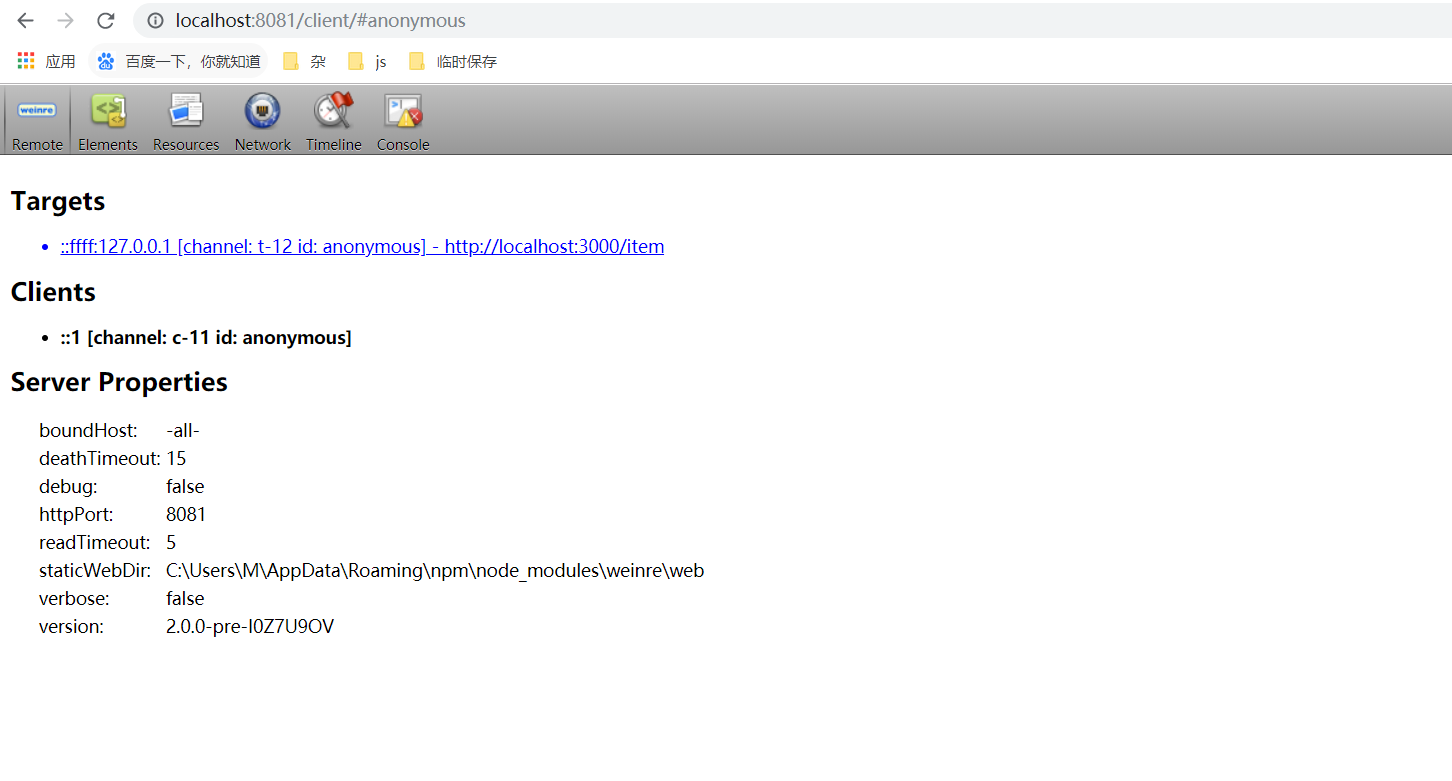 localhost:8081/client/#anonymous
应用 百度一下，你就知道 杂 js 临时保存
weinre
Remote Elements Resources Network Timeline Console
Targets
::ffff:127.0.0.1 [channel: t-12 id: anonymous] - http://localhost:3000/item
Clients
::1 [channel: c-11 id: anonymous]
Server Properties
boundHost: -all-
deathTimeout: 15
debug: false
httpPort: 8081
readTimeout: 5
staticWebDir: C:\Users\M\AppData\Roaming\npm\node_modules\weinre\web
verbose: false
version: 2.0.0-pre-I0Z7U9OV